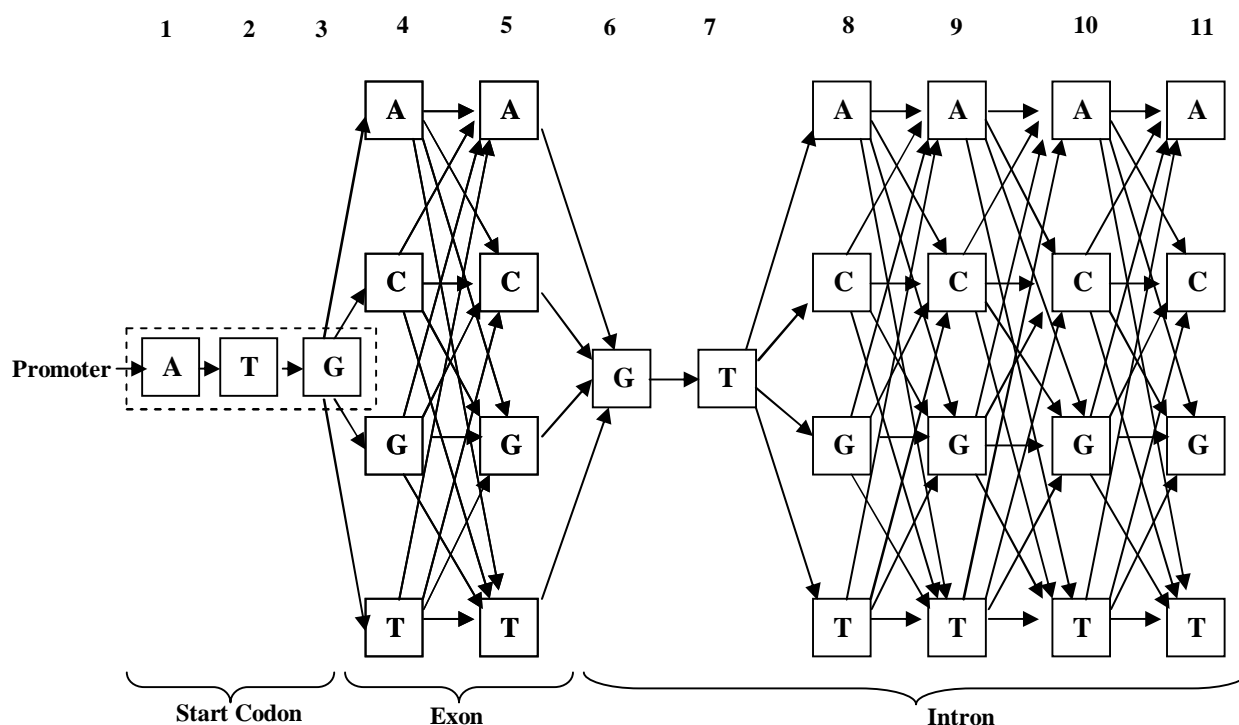 1 2 3 4 5 6 7 8 9 10 11
A A A A A A
C C C C C C
Promoter A T G G T
G G G G G G
T T T T T T
Start Codon Exon Intron